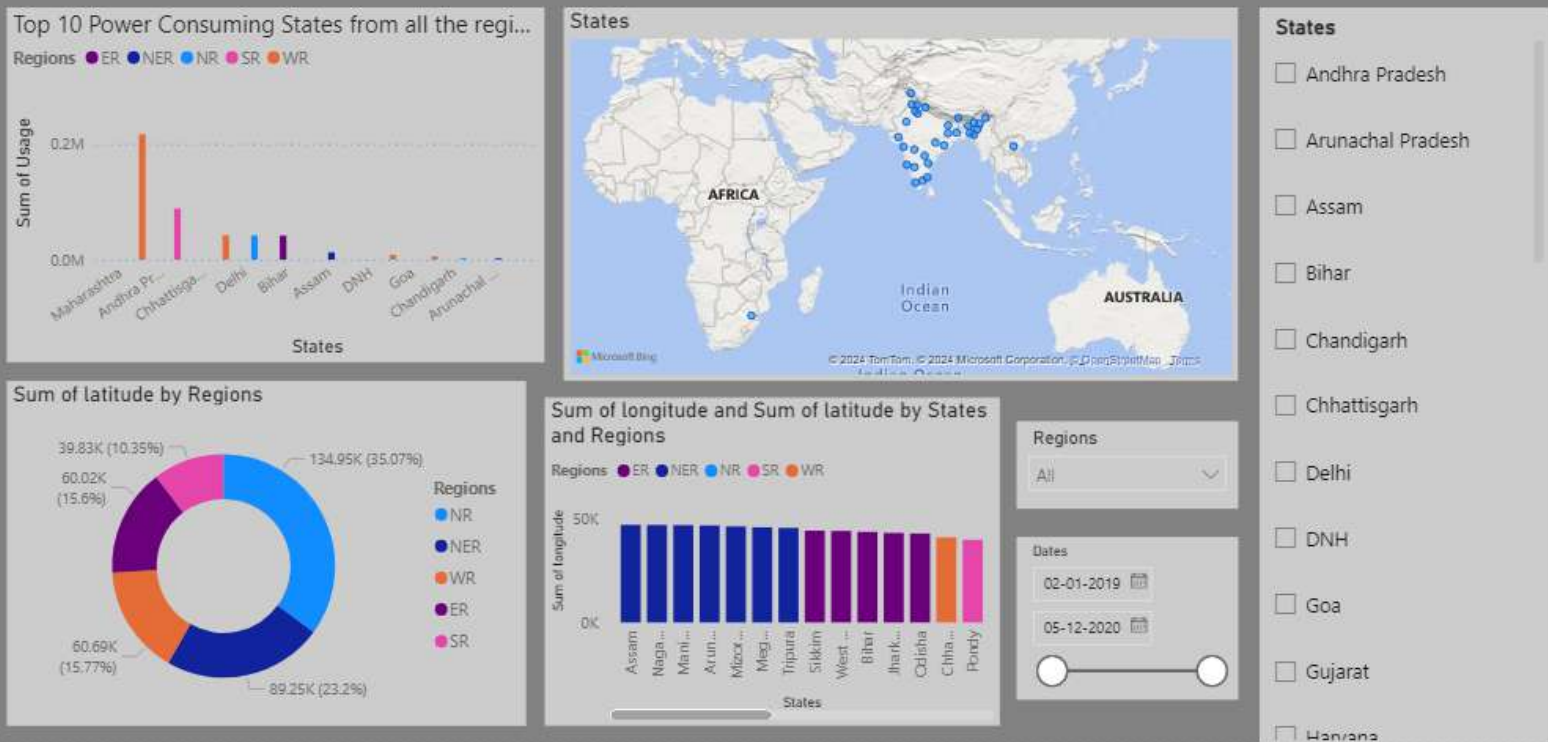 Top 10 Power Consuming States from all the regi...
Regions ER NER NR SR WR
Sum of Usage
0.2M
0.0M
Maharashtra
Andhra Pr...
Chhattisga...
Delhi
Bihar
Assam
DNH
Goa
Chandigarh
Arunachal ...
States
States
AFRICA
Indian
Ocean
AUSTRALIA
Microsoft Bing
© 2024 TomTom, © 2024 Microsoft Corporation, © OpenStreetMap Terms
Sum of latitude by Regions
39.83K (10.35%)
60.02K
(15.6%)
134.95K (35.07%)
60.69K
(15.77%)
89.25K (23.2%)
Regions
NR
NER
WR
ER
SR
Sum of longitude and Sum of latitude by States
and Regions
Regions ER NER NR SR WR
Sum of longitude
50K
0K
Assam
Naga...
Mani...
Arun...
Mizor...
Meg...
Tripura
Sikkim
West ...
Bihar
Jhark...
Odisha
Chha...
Pondy
States
Regions
All
Dates
02-01-2019
05-12-2020
States
Andhra Pradesh
Arunachal Pradesh
Assam
Bihar
Chandigarh
Chhattisgarh
Delhi
DNH
Goa
Gujarat
Haryana